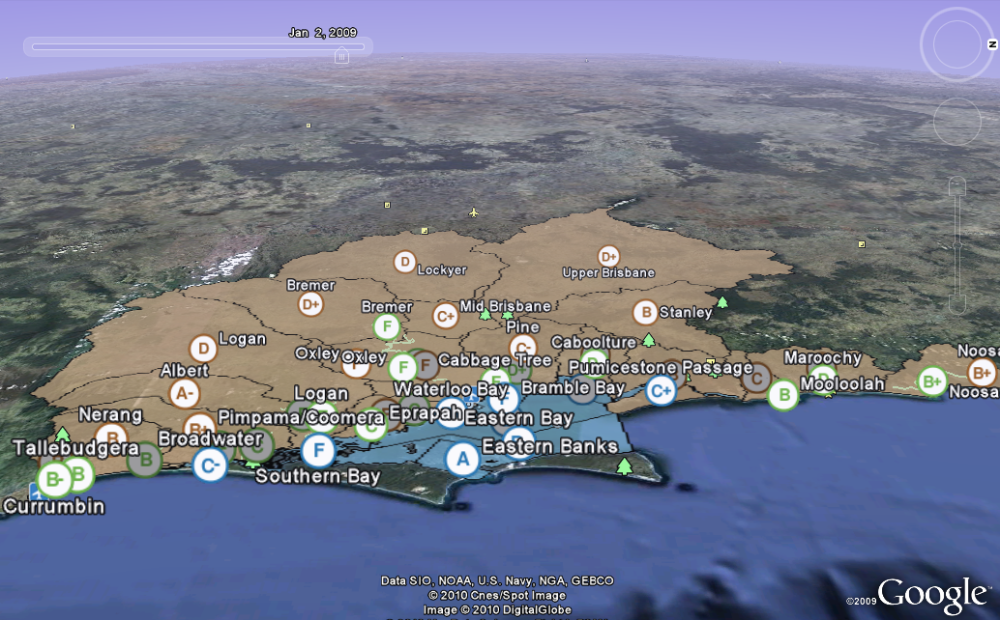 Jan 2, 2009
N
D
Lockyer
D+
Upper Brisbane
Bremer
D+
Bremer
F
C+
Mid Brisbane
B
Stanley
Pine
C-
Logan
D
Oxley
Oxley
F
F
Cabbage Tree
Caboolture
Pumicestone Passage
C+
C
Maroochy
Mooloolah
B
B+
Noosa
B+
Noosa
Albert
A-
Logan
Waterloo Bay
Bramble Bay
Nerang
B
B+
Pimpama/Coomera
Eprapah
Eastern Bay
Tallebudgera
Broadwater
B
C-
F
A
Eastern Banks
Southern Bay
B-
B
Currumbin
Data SIO, NOAA, U.S. Navy, NGA, GEBCO
© 2010 Cnes/Spot Image
Image © 2010 DigitalGlobe
©2009 Google™